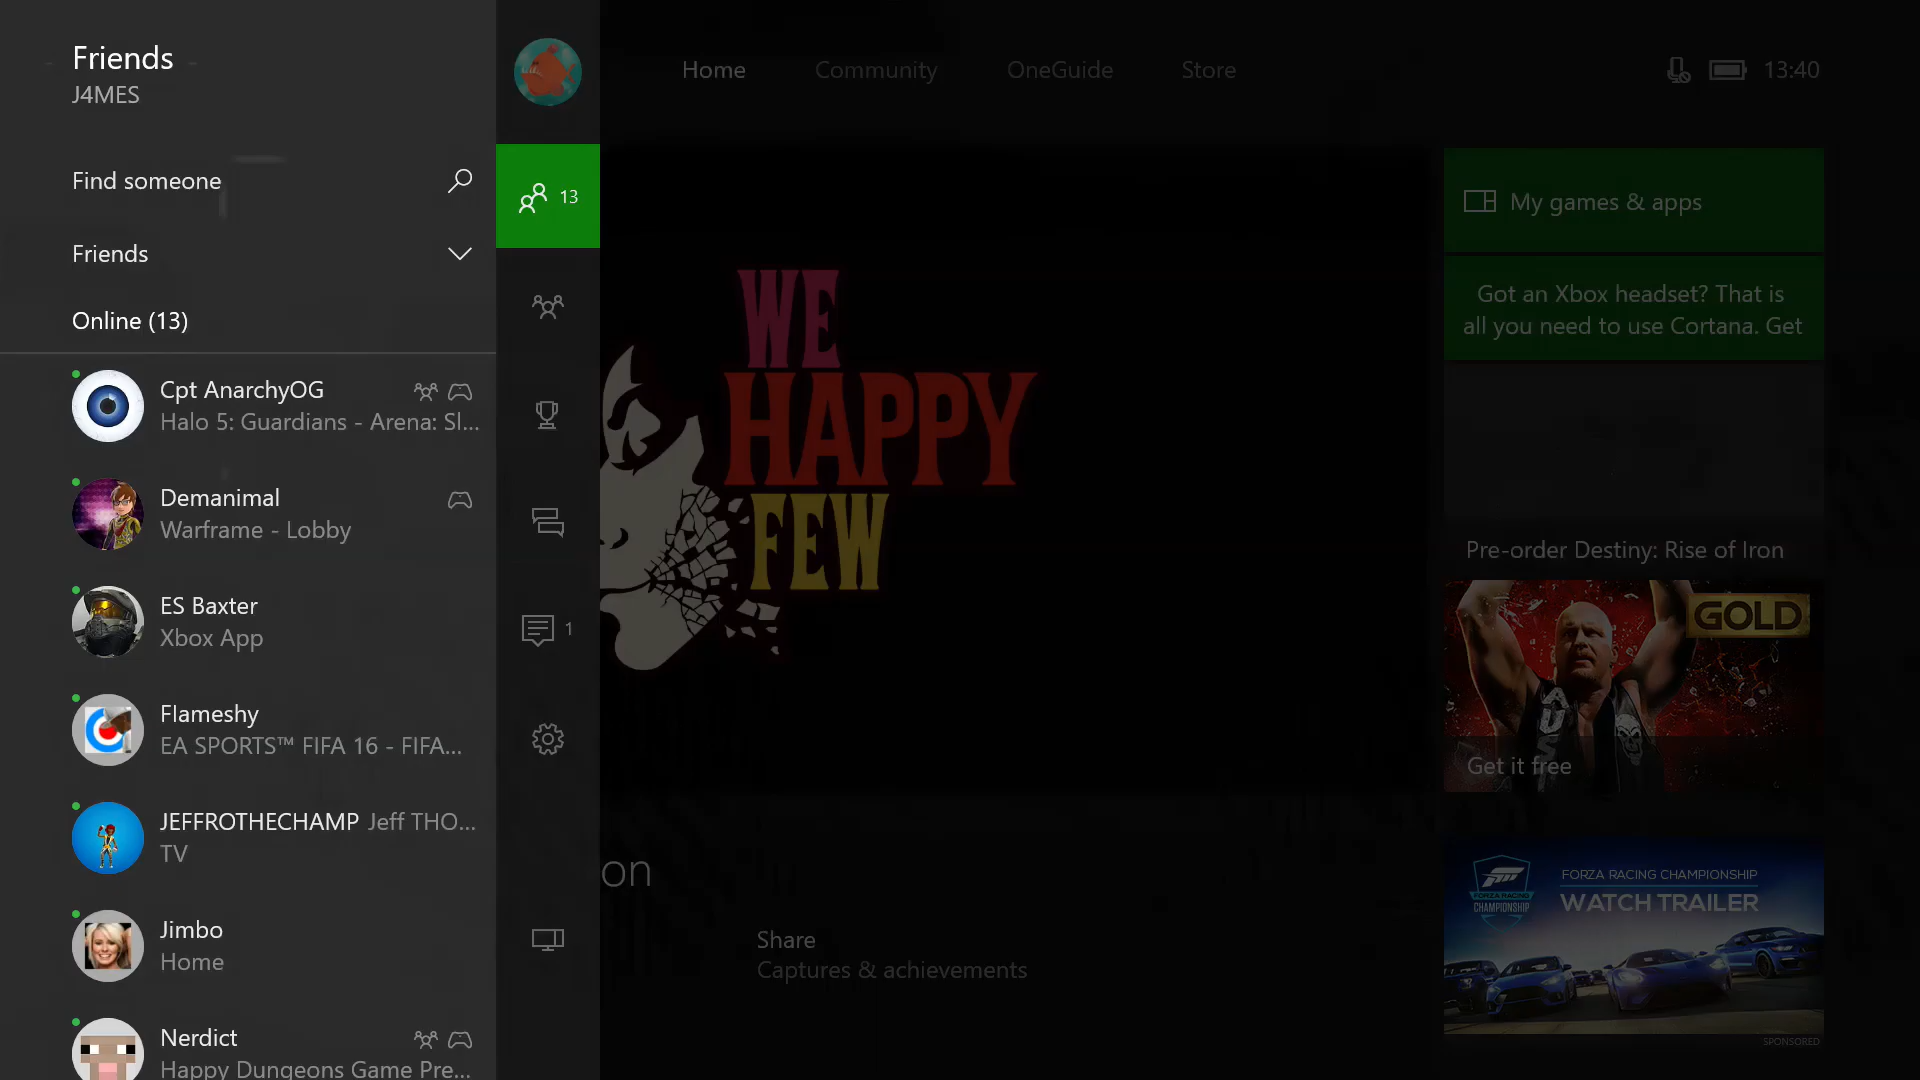 Friends
J4MES
Find someone
Friends
Online (13)
Cpt AnarchyOG
Halo 5: Guardians - Arena: Sl...
Demanimal
Warframe - Lobby
ES Baxter
Xbox App
Flameshy
EA SPORTS™ FIFA 16 - FIFA...
JEFFROTHECHAMP Jeff THO...
TV
Jimbo
Home
Nerdict
Happy Dungeons Game Pre...
13
1
Home Community OneGuide Store
13:40
WE
HAPPY
FEW
on
Share
Captures & achievements
My games & apps
Got an Xbox headset? That is
all you need to use Cortana. Get
Pre-order Destiny: Rise of Iron
GOLD
Get it free
FORZA RACING
CHAMPIONSHIP
FORZA RACING CHAMPIONSHIP
WATCH TRAILER
SPONSORED